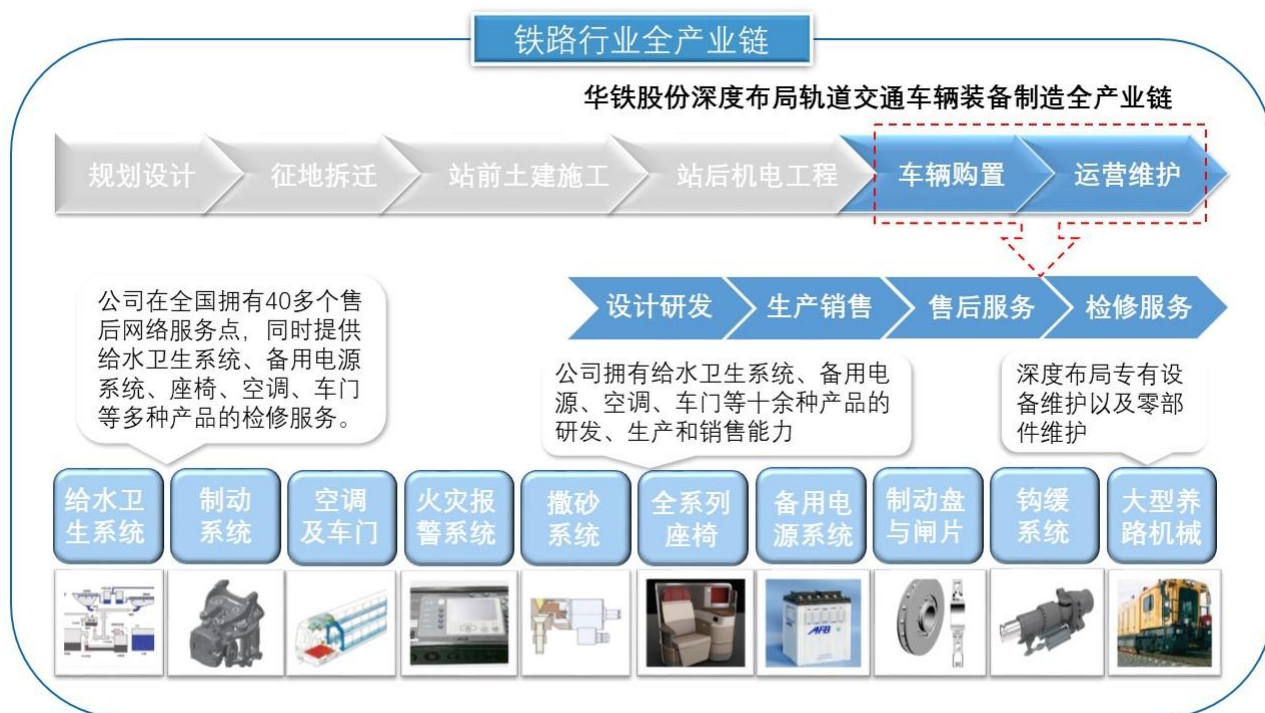 铁路行业全产业链
华铁股份深度布局轨道交通车辆装备制造全产业链
规划设计
征地拆迁
站前土建施工
站后机电工程
车辆购置
运营维护
设计研发
生产销售
售后服务
检修服务
公司在全国拥有40多个售
后网络服务点，同时提供
给水卫生系统、备用电源
系统、座椅、空调、车门
等多种产品的检修服务。
公司拥有给水卫生系统、备用电
源、空调、车门等十余种产品的
研发、生产和销售能力
深度布局专有设
备维护以及零部
件维护
给水卫
生系统
制动
系统
空调
及车门
火灾报
警系统
撒砂
系统
全系列
座椅
备用电
源系统
制动盘
与闸片
钩缓
系统
大型养
路机械
AFB